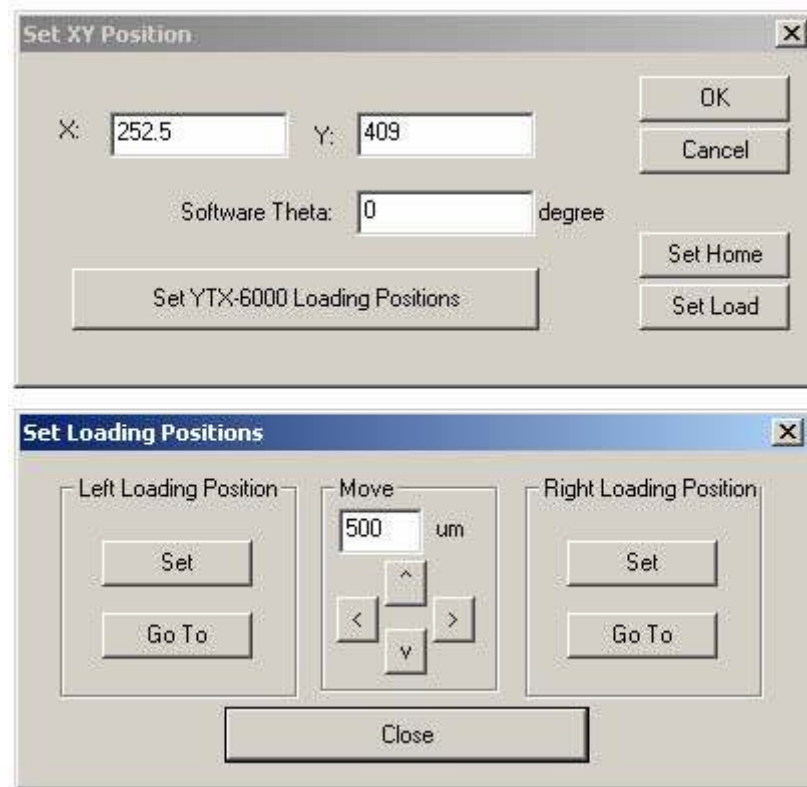 Set XY Position
X: 252.5 Y: 409
OK
Cancel
Software Theta: 0 degree
Set YTX-6000 Loading Positions
Set Home
Set Load
Set Loading Positions
Left Loading Position
Set
Go To
Move
500 um
^
< >
v
Right Loading Position
Set
Go To
Close